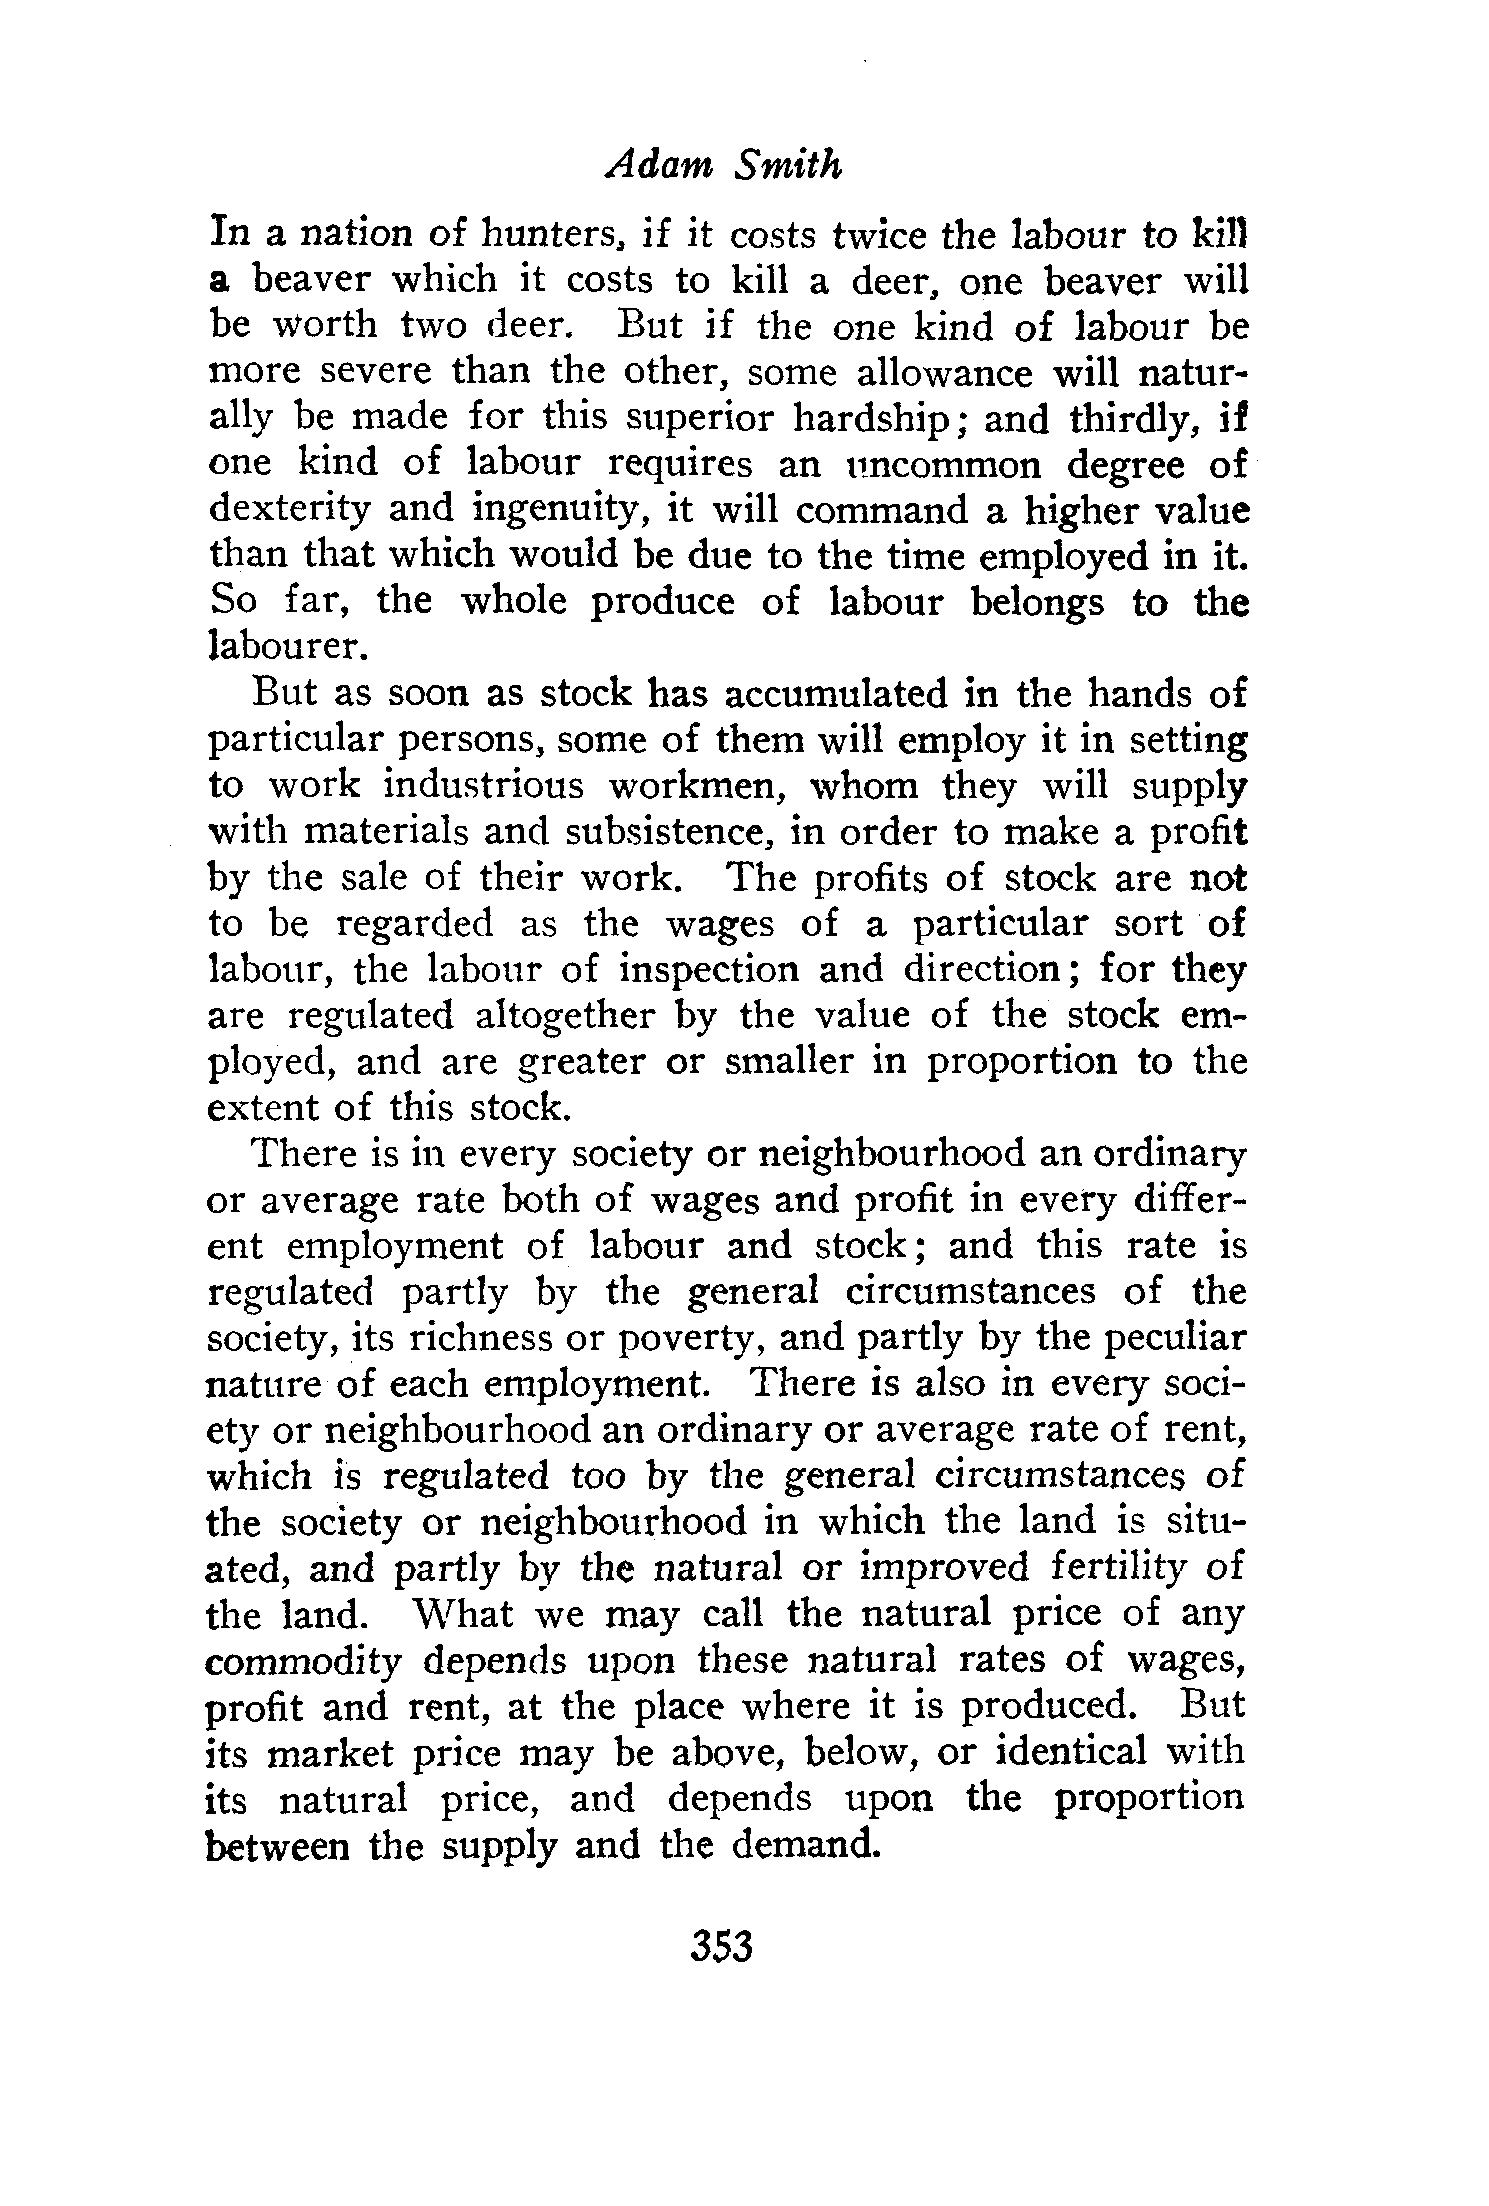 Adam Smith
In a nation of hunters, if it costs twice the labour to kill
a beaver which it costs to kill a deer, one beaver will
be worth two deer. But if the one kind of labour be
more severe than the other, some allowance will natur-
ally be made for this superior hardship; and thirdly, if
one kind of labour requires an uncommon degree of
dexterity and ingenuity, it will command a higher value
than that which would be due to the time employed in it.
So far, the whole produce of labour belongs to the
labourer.
But as soon as stock has accumulated in the hands of
particular persons, some of them will employ it in setting
to work industrious workmen, whom they will supply
with materials and subsistence, in order to make a profit
by the sale of their work. The profits of stock are not
to be regarded as the wages of a particular sort of
labour, the labour of inspection and direction; for they
are regulated altogether by the value of the stock em-
ployed, and are greater or smaller in proportion to the
extent of this stock.
There is in every society or neighbourhood an ordinary
or average rate both of wages and profit in every differ-
ent employment of labour and stock; and this rate is
regulated partly by the general circumstances of the
society, its richness or poverty, and partly by the peculiar
nature of each employment. There is also in every soci-
ety or neighbourhood an ordinary or average rate of rent,
which is regulated too by the general circumstances of
the society or neighbourhood in which the land is situ-
ated, and partly by the natural or improved fertility of
the land. What we may call the natural price of any
commodity depends upon these natural rates of wages,
profit and rent, at the place where it is produced. But
its market price may be above, below, or identical with
its natural price, and depends upon the proportion
between the supply and the demand.
353